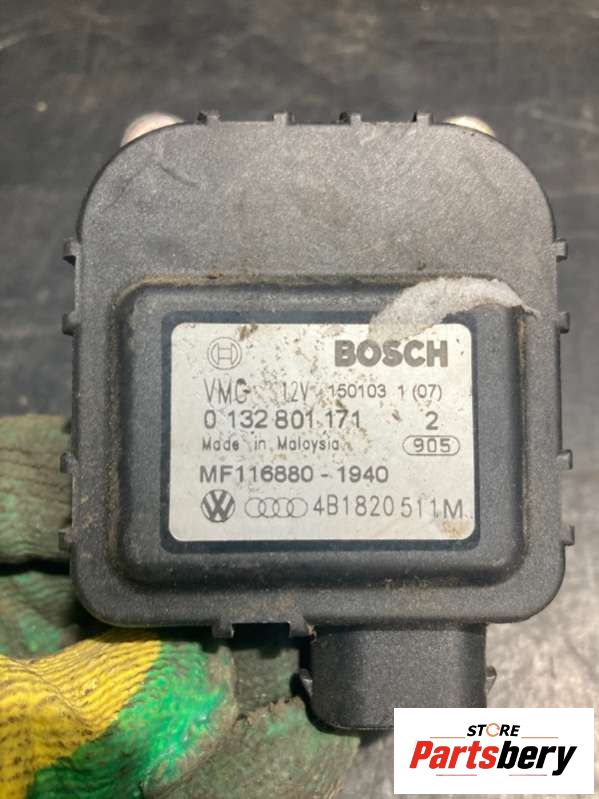 BOSCH
VMC 12V 150103 1 (07)
0 132 801 171 2
Made in Malaysia 905
MF116880-1940
4B1820511M
STORE
Partsbery